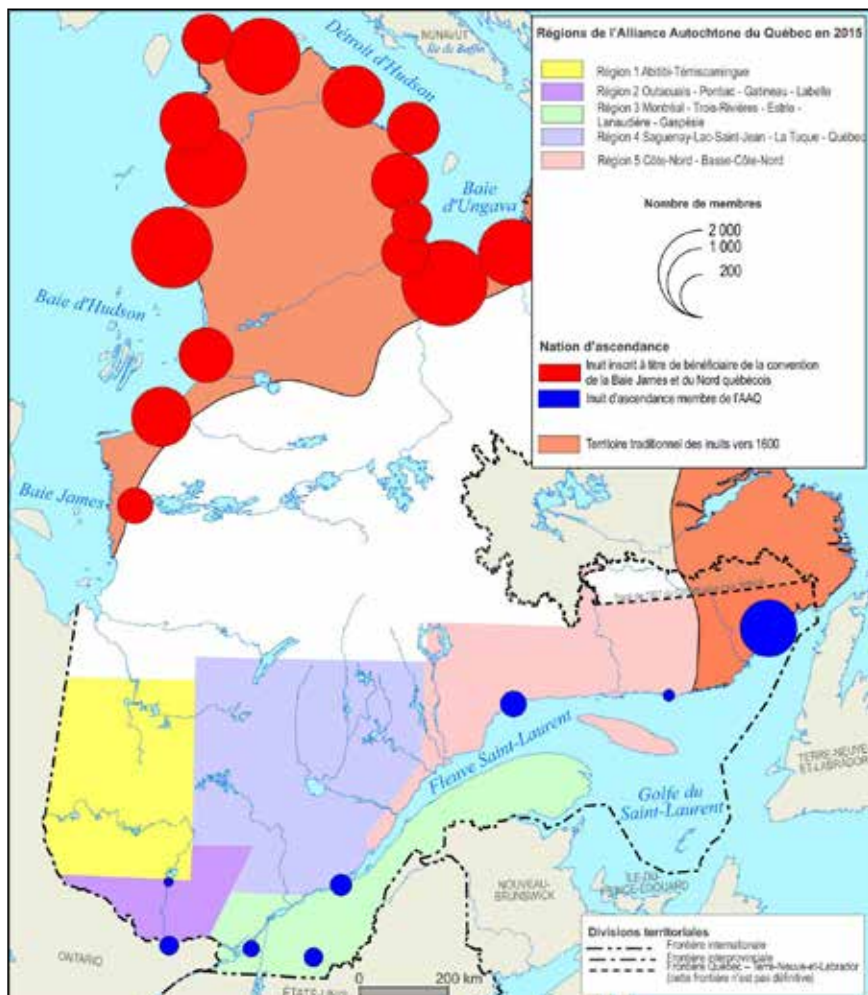 NUNAVUT
Île de Baffin
Détroit d'Hudson
Baie
d'Ungava
Baie d'Hudson
Baie James
Régions de l'Alliance Autochtone du Québec en 2015
Région 1 Abitibi-Témiscamingue
Région 2 Outaouais - Pontiac - Gatineau - Labelle
Région 3 Montréal - Trois-Rivières - Estrie -
Lanaudière - Gaspésie
Région 4 Saguenay-Lac-Saint-Jean - La Tuque - Québec
Région 5 Côte-Nord - Basse-Côte-Nord
Nombre de membres
2 000
1 000
200
Nation d'ascendance
Inuit inscrit à titre de bénéficiaire de la convention
de la Baie James et du Nord québécois
Inuit d'ascendance membre de l'AAQ
Territoire traditionnel des inuits vers 1600
Fleuve Saint-Laurent
Golfe du
Saint-Laurent
TERRE-NEUVE
-ET-LABRADOR
ÎLE-DU-
PRINCE-ÉDOUARD
NOUVEAU-
BRUNSWICK
ONTARIO
ÉTATS-UNIS
0 200 km
Divisions territoriales
Frontière internationale
Frontière interprovinciale
Frontière Québec – Terre-Neuve-et-Labrador
(cette frontière n'est pas définitive)